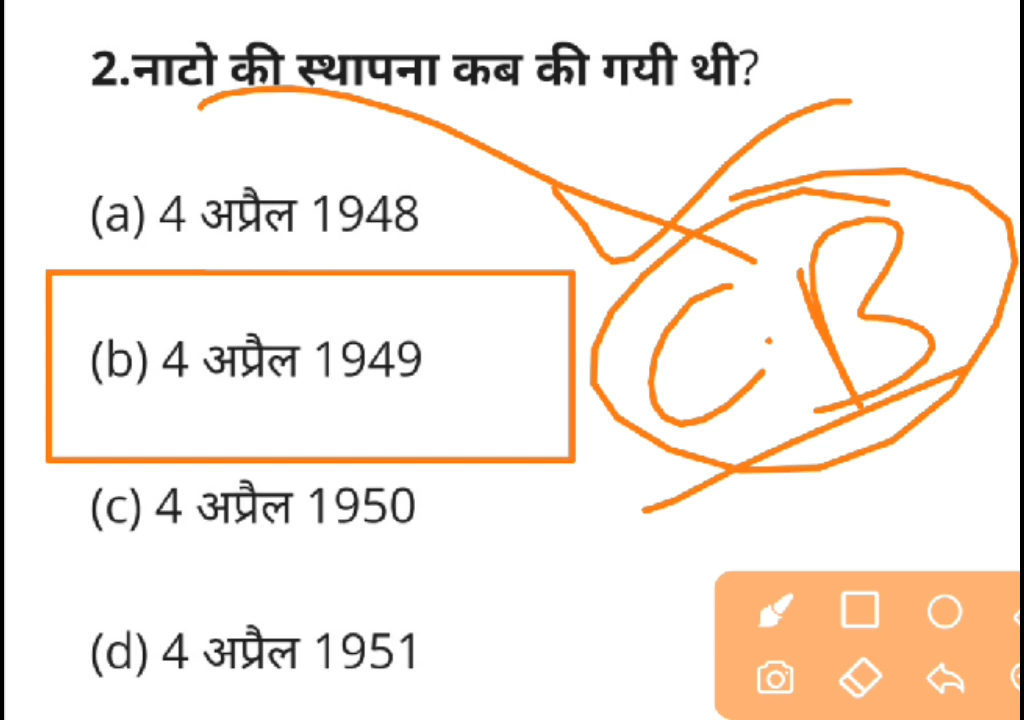 2.नाटो की स्थापना कब की गयी थी?
(a) 4 अप्रैल 1948
(b) 4 अप्रैल 1949
C. B
(c) 4 अप्रैल 1950
(d) 4 अप्रैल 1951